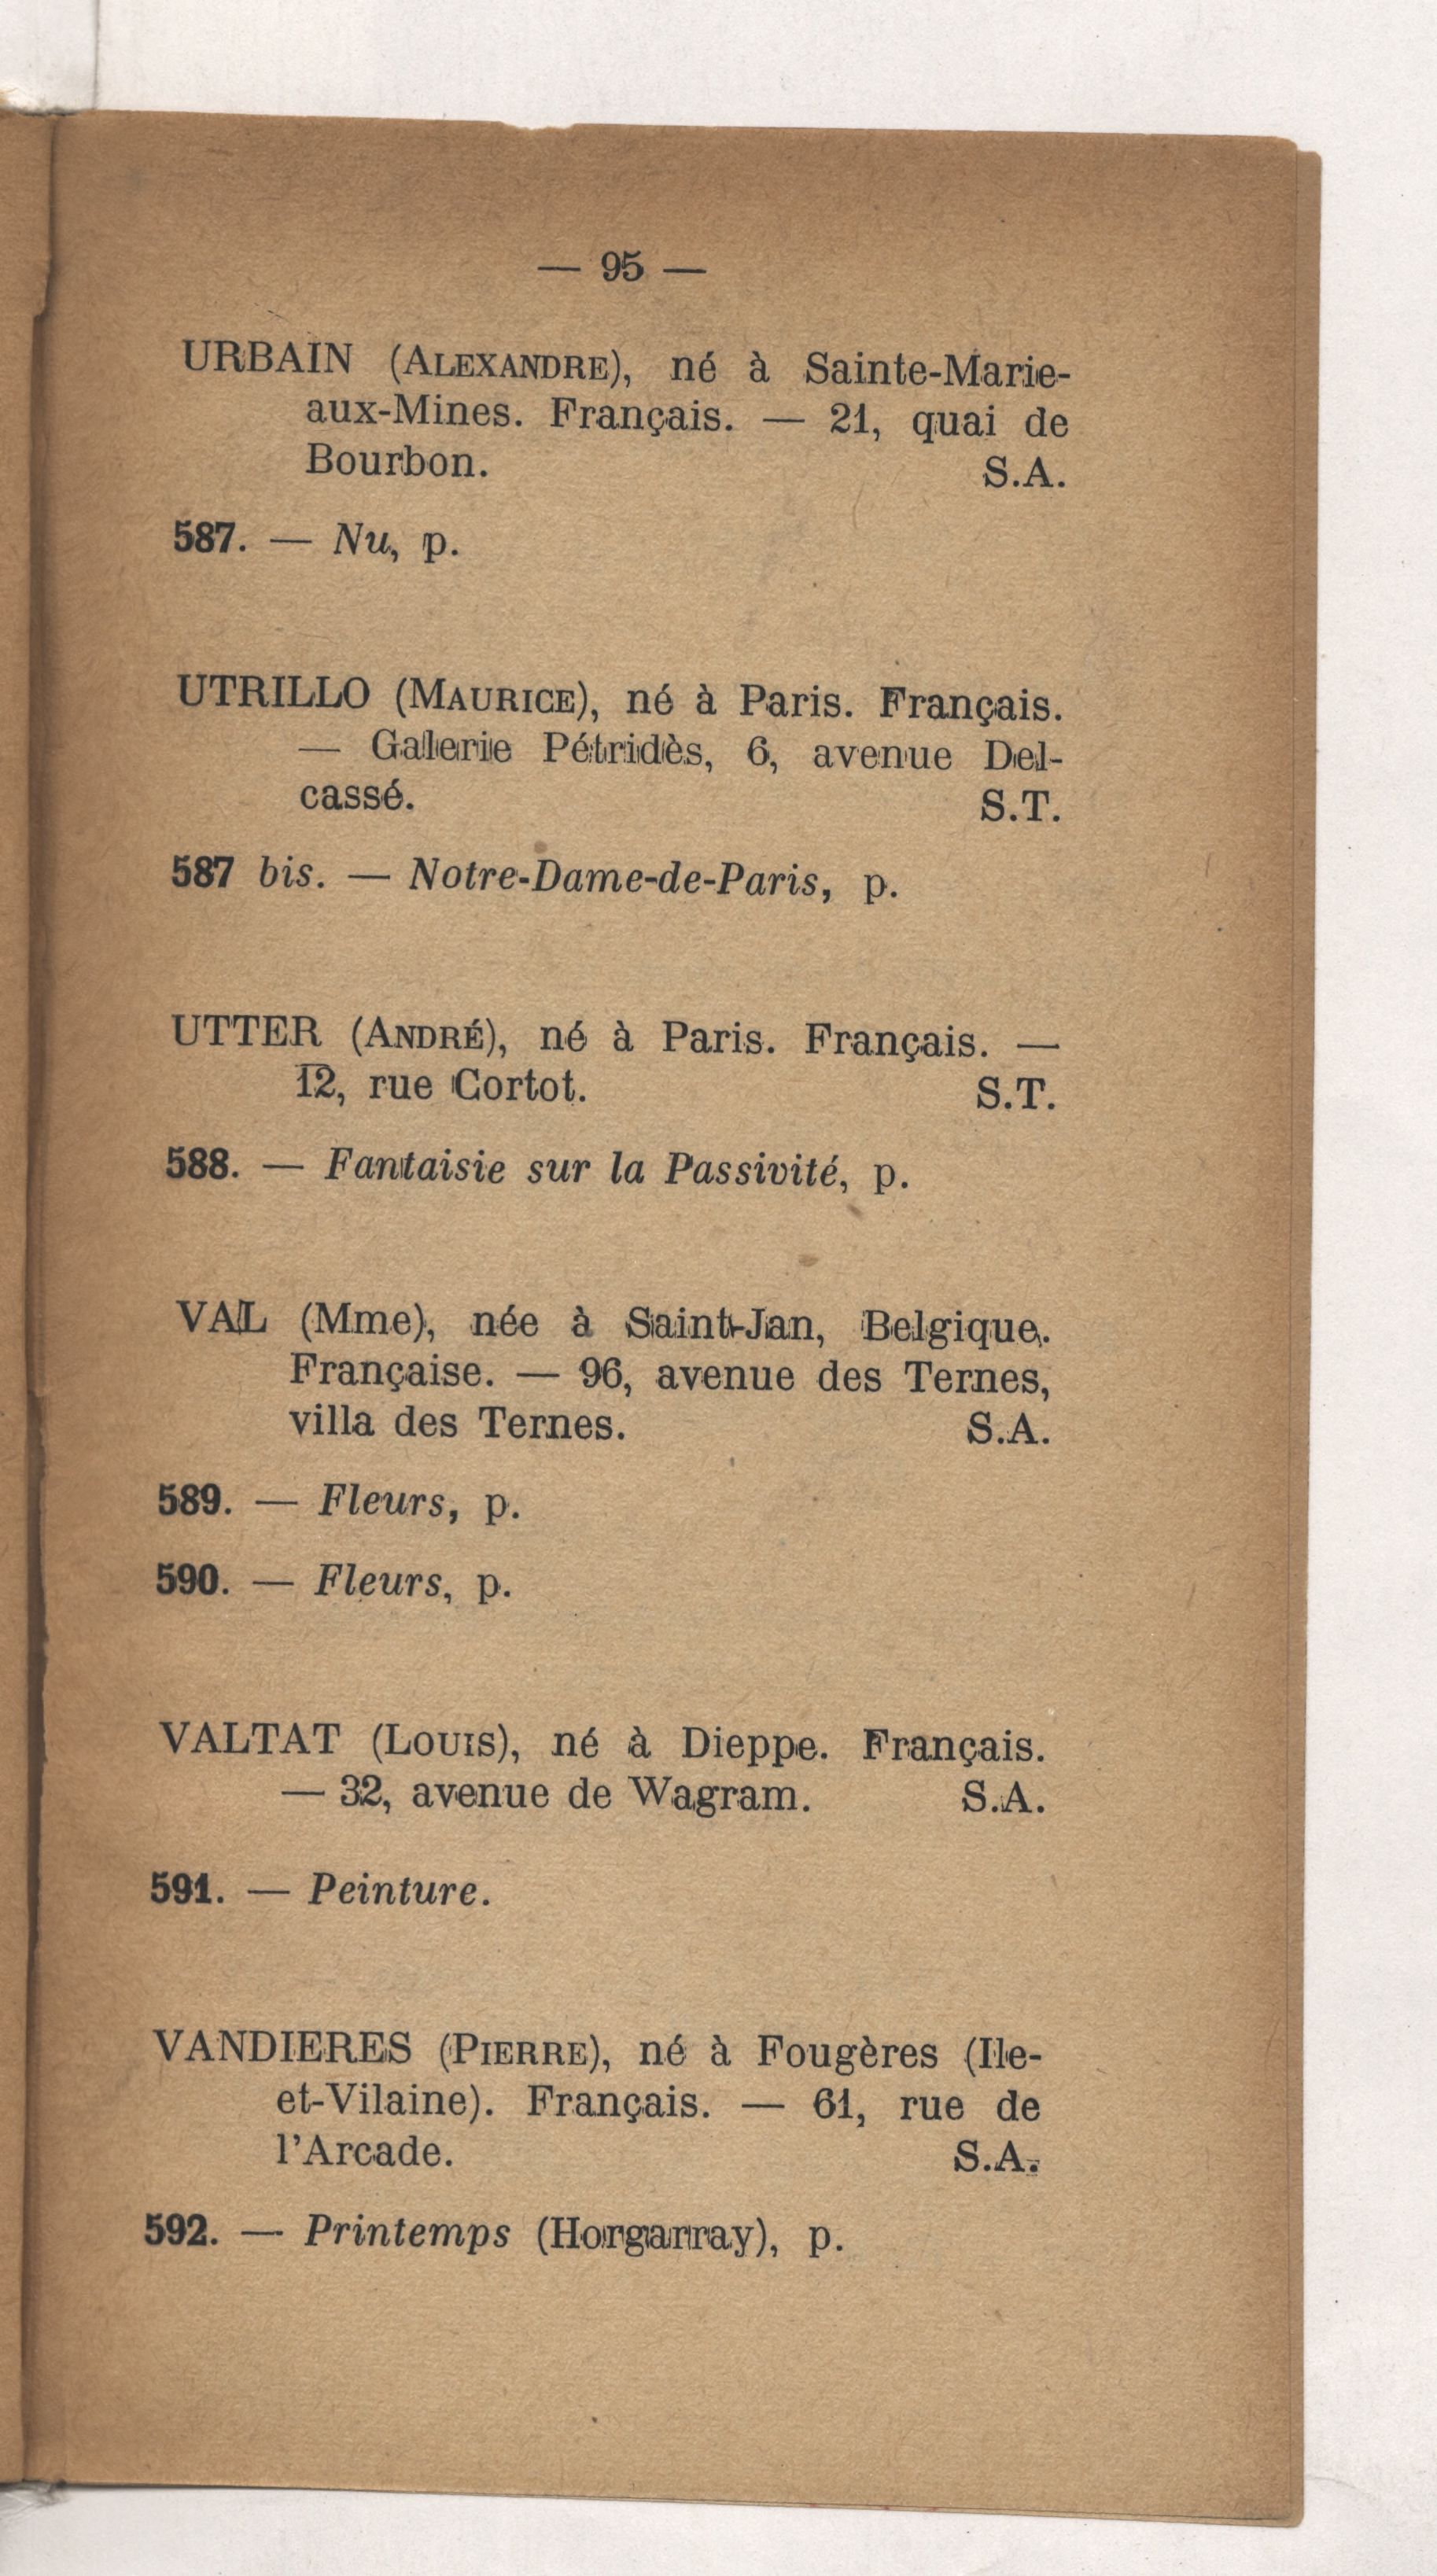 — 95 —
URBAIN (ALEXANDRE), né à Sainte-Marie-
aux-Mines. Français. — 21, quai de
Bourbon. S.A.
587. — Nu, p.
UTRILLO (MAURICE), né à Paris. Français.
— Galerie Pétridès, 6, avenue Del-
cassé. S.T.
587 bis. — Notre-Dame-de-Paris, p.
UTTER (ANDRÉ), né à Paris. Français. —
12, rue Cortot. S.T.
588. — Fantaisie sur la Passivité, p.
VAL (Mme), née à Saint-Jan, Belgique.
Française. — 96, avenue des Ternes,
villa des Ternes. S.A.
589. — Fleurs, p.
590. — Fleurs, p.
VALTAT (LOUIS), né à Dieppe. Français.
— 32, avenue de Wagram. S.A.
591. — Peinture.
VANDIERES (PIERRE), né à Fougères (Ile-
et-Vilaine). Français. — 61, rue de
l'Arcade. S.A.
592. — Printemps (Horgarray), p.